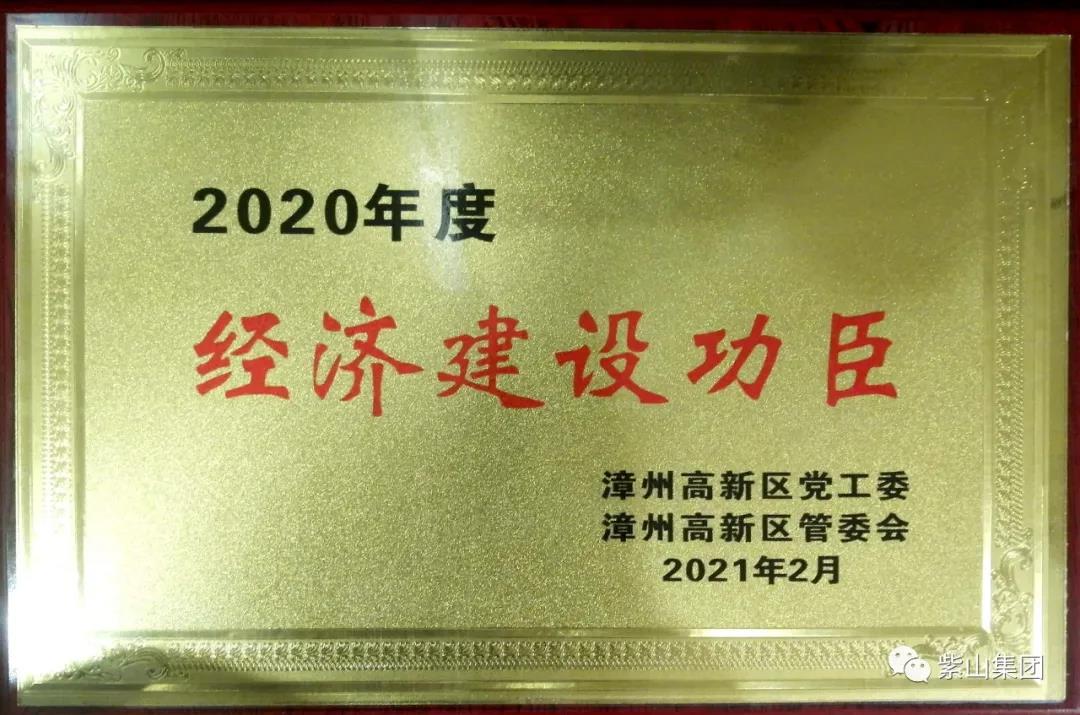 2020年度
经济建设功臣
漳州高新区党工委
漳州高新区管委会
2021年2月
紫山集团